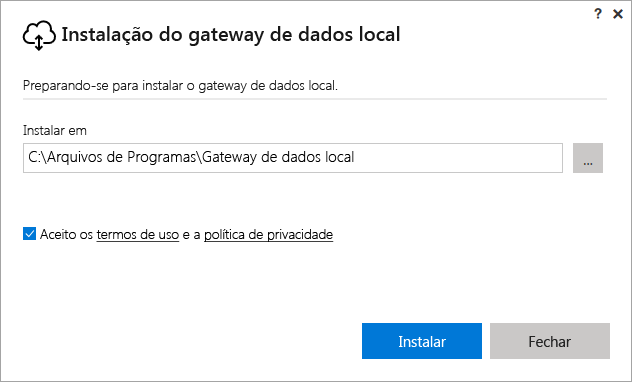 ? ×
Instalação do gateway de dados local
Preparando-se para instalar o gateway de dados local.
Instalar em
C:\Arquivos de Programas\Gateway de dados local
...
Aceito os termos de uso e a política de privacidade
Instalar
Fechar